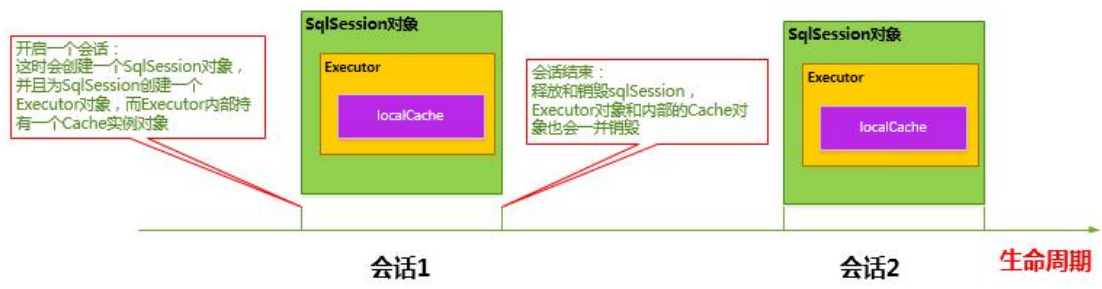 SqlSession对象
Executor
localCache
开启一个会话：
这时会创建一个SqlSession对象，
并且为SqlSession创建一个
Executor对象，而Executor内部持
有一个Cache实例对象
会话结束：
释放和销毁sqlSession，
Executor对象和内部的Cache对
象也会一并销毁
SqlSession对象
Executor
localCache
会话1
会话2
生命周期